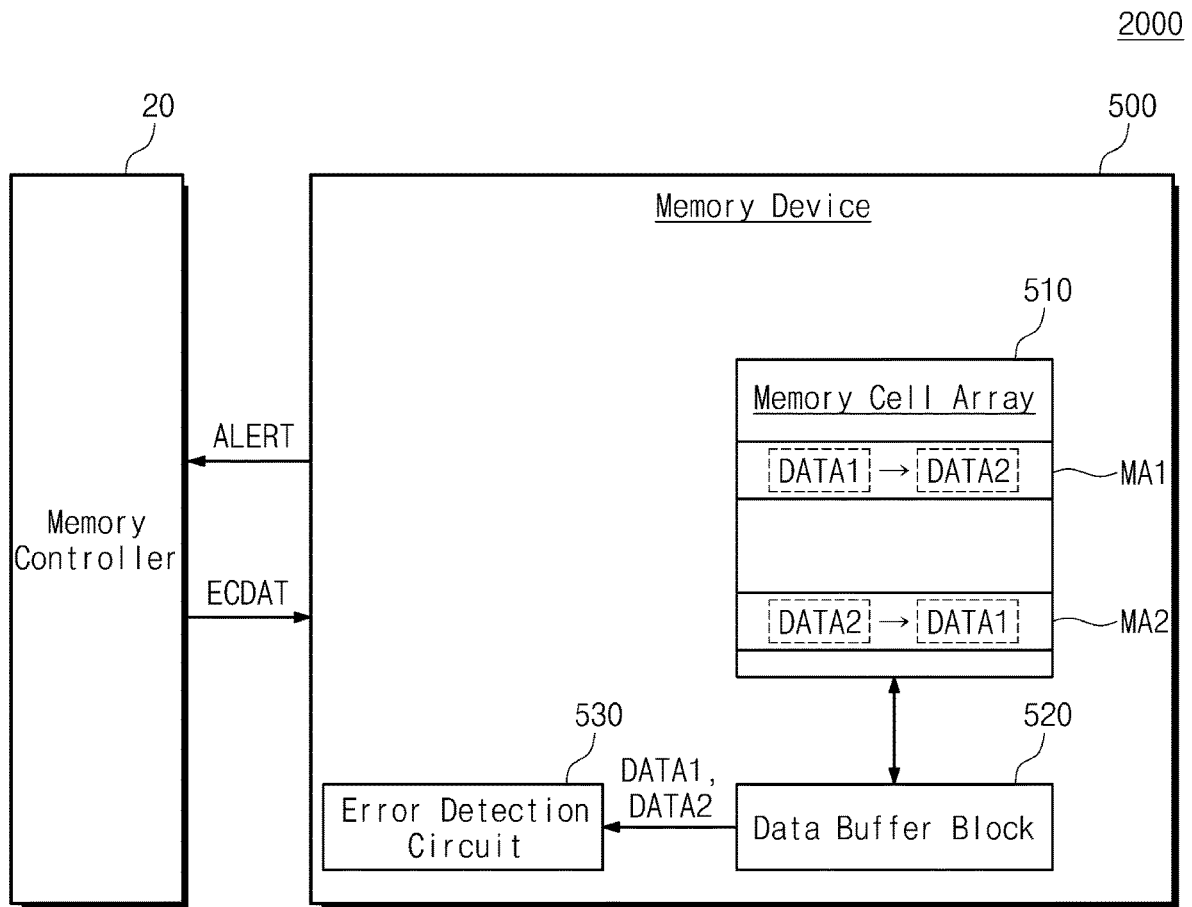 2000
20
500
Memory Device
510
Memory Cell Array
ALERT
DATA1 → DATA2
MA1
Memory
Controller
ECDAT
DATA2 → DATA1
MA2
530
520
DATA1,
DATA2
Error Detection
Circuit
Data Buffer Block